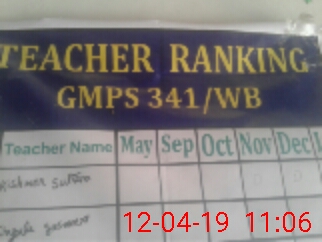 TEACHER RANKING
GMPS 341/WB
Teacher Name May Sep Oct Nov Dec
12-04-19 11:06